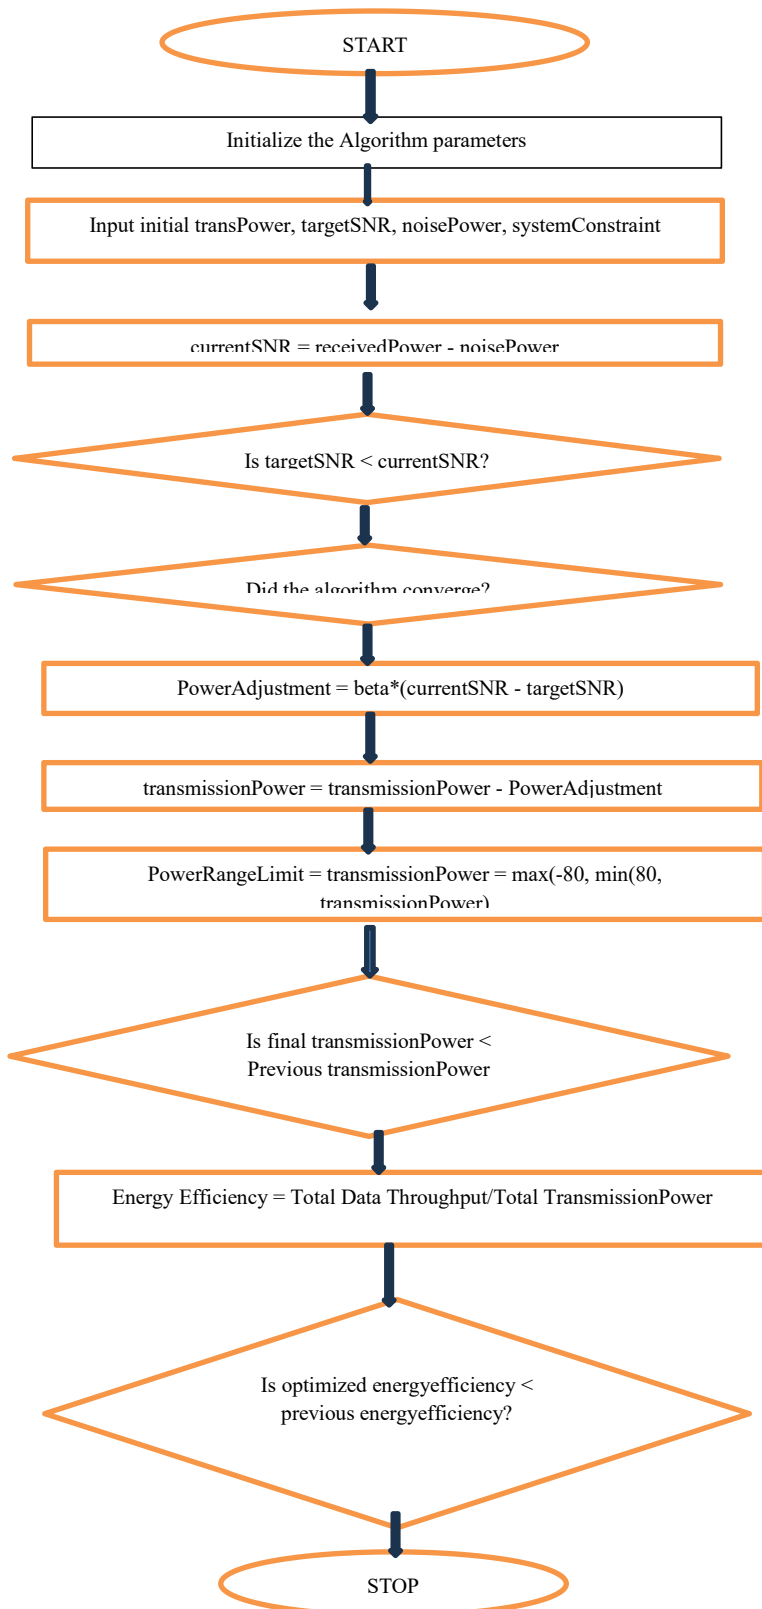 START
Initialize the Algorithm parameters
Input initial transPower, targetSNR, noisePower, systemConstraint
currentSNR = receivedPower - noisePower
Is targetSNR < currentSNR?
Did the algorithm converge?
PowerAdjustment = beta*(currentSNR - targetSNR)
transmissionPower = transmissionPower - PowerAdjustment
PowerRangeLimit = transmissionPower = max(-80, min(80,
transmissionPower)
Is final transmissionPower <
Previous transmissionPower
Energy Efficiency = Total Data Throughput/Total TransmissionPower
Is optimized energyefficiency <
previous energyefficiency?
STOP